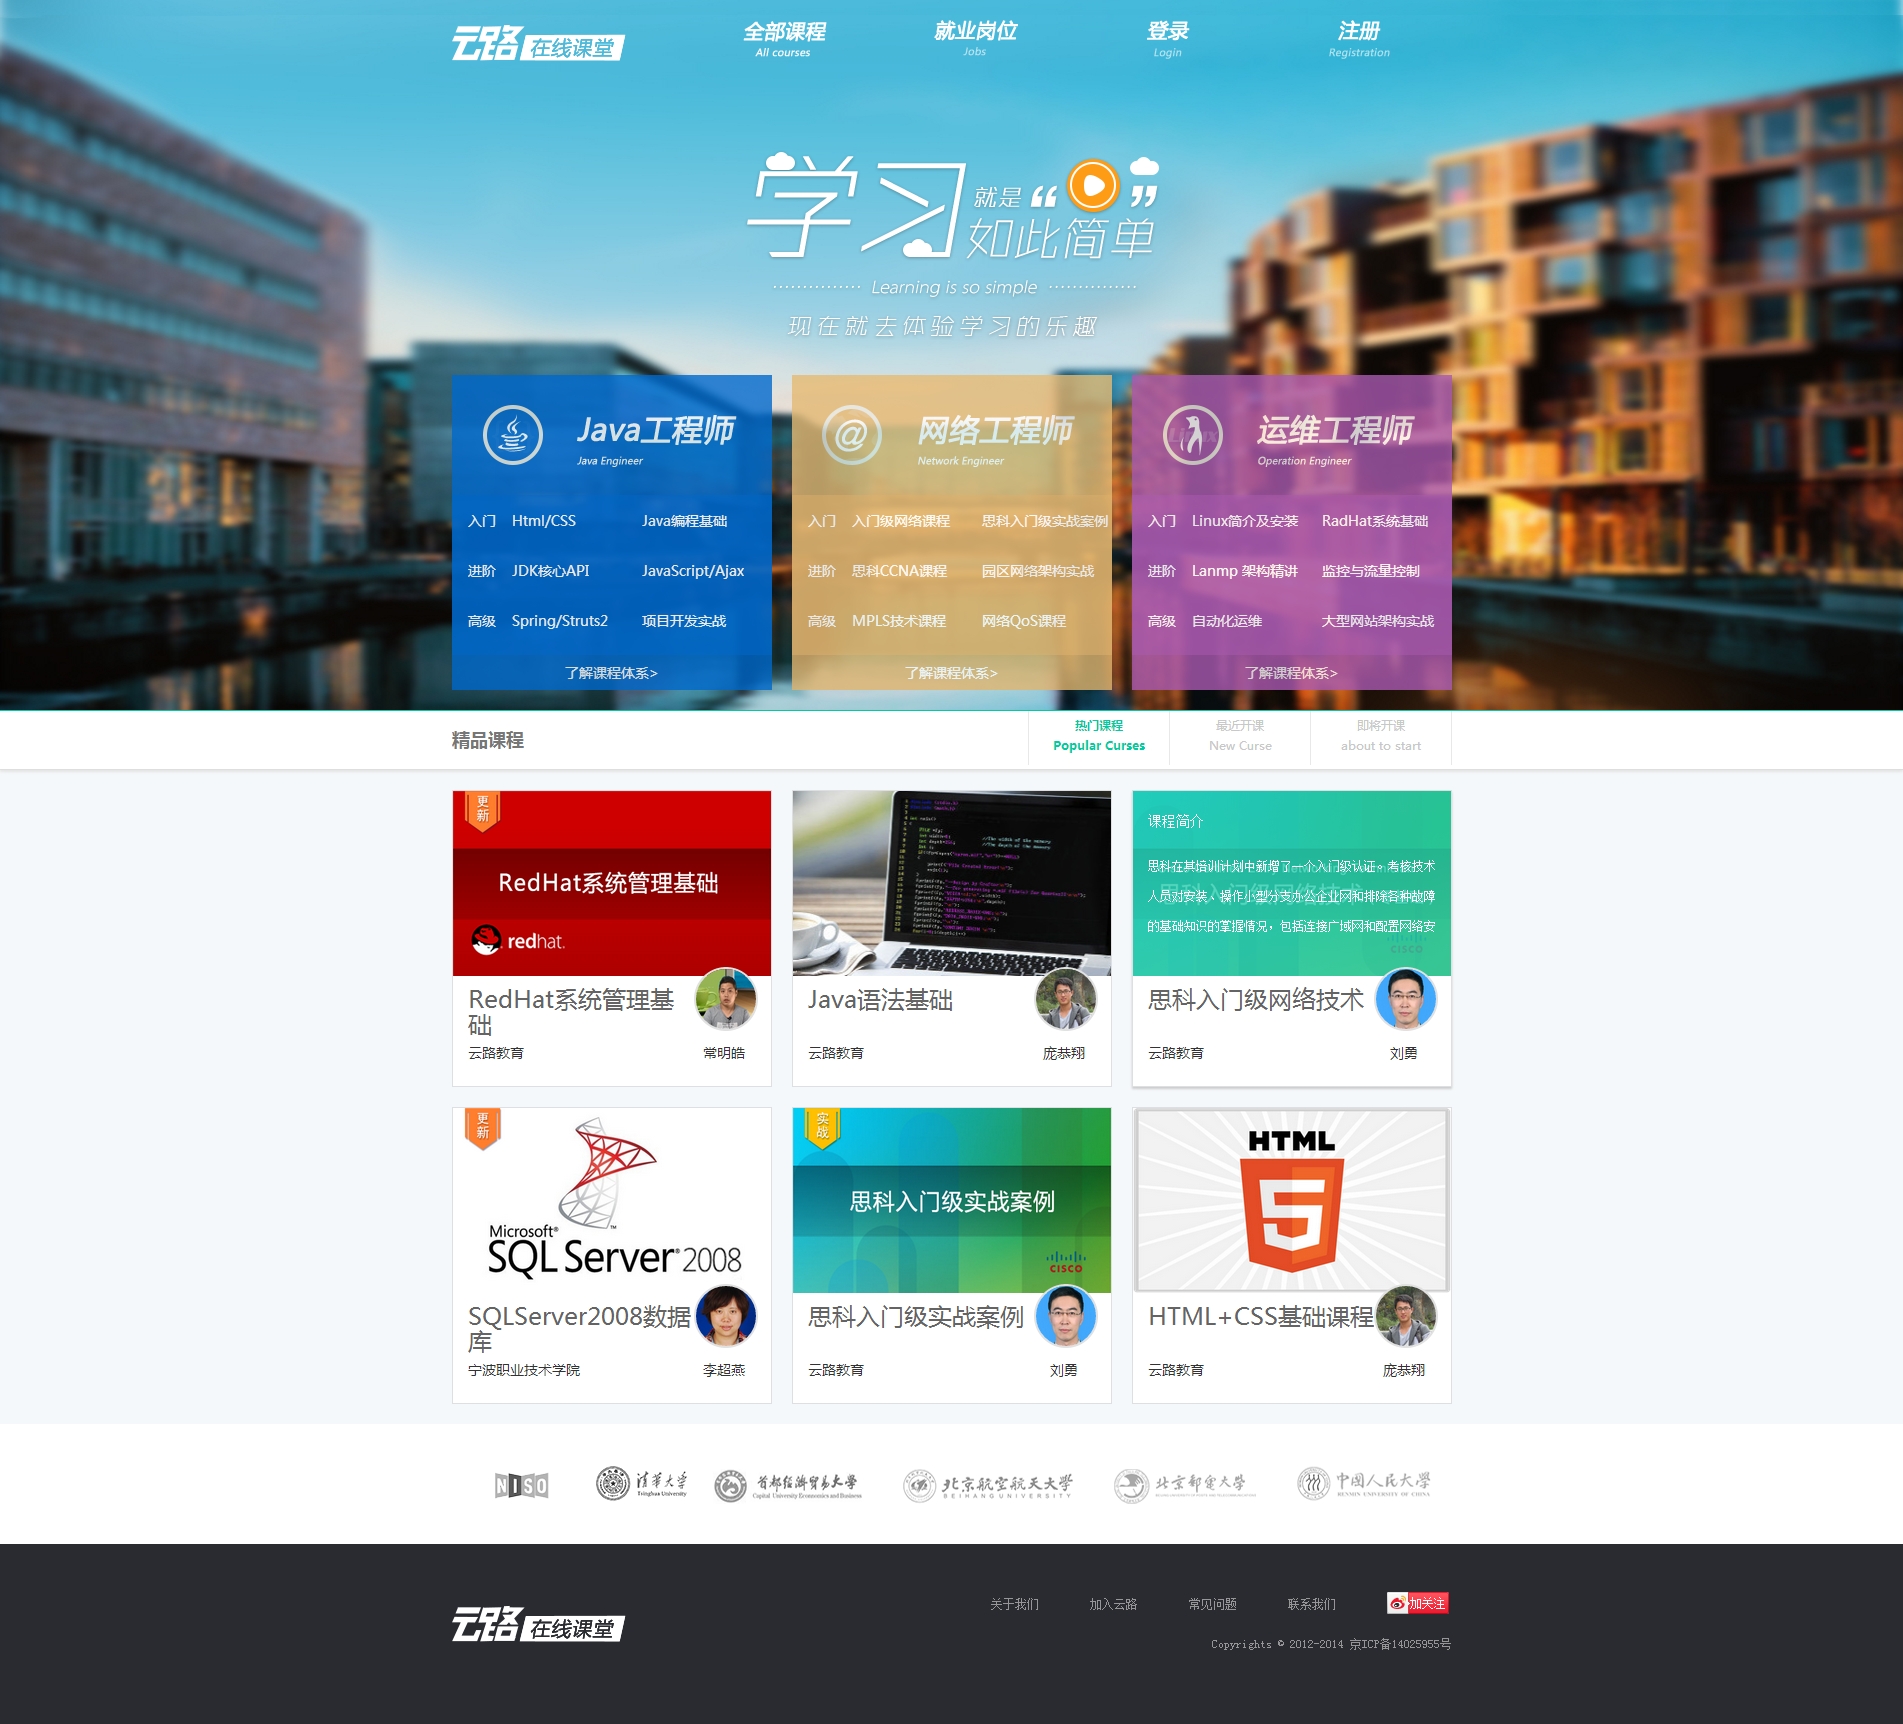 云路 在线课堂
全部课程 就业岗位 登录 注册
All courses Jobs Login Registration
学习 就是 “ ”
如此简单
Learning is so simple
现在就去体验学习的乐趣
Java工程师
Java Engineer
入门 Html/CSS Java编程基础
进阶 JDK核心API JavaScript/Ajax
高级 Spring/Struts2 项目开发实战
了解课程体系>
@ 网络工程师
Network Engineer
入门 入门级网络课程 思科入门级实战案例
进阶 思科CCNA课程 园区网络架构实战
高级 MPLS技术课程 网络QoS课程
了解课程体系>
Linux 运维工程师
Operation Engineer
入门 Linux简介及安装 RadHat系统基础
进阶 Lanmp 架构精讲 监控与流量控制
高级 自动化运维 大型网站架构实战
了解课程体系>
精品课程
热门课程 最近开课 即将开课
Popular Curses New Curse about to start
更新
RedHat系统管理基础
redhat.
RedHat系统管理基
础
云路教育 常明皓
Java语法基础
云路教育 庞恭翔
课程简介
思科在其培训计划中新增了一个入门级认证。考核技术
人员对安装、操作小型分支办公企业网和排除各种故障
的基础知识的掌握情况，包括连接广域网和配置网络安
思科入门级网络技术
CISCO
思科入门级网络技术
云路教育 刘勇
更新
Microsoft®
SQL Server® 2008
SQLServer2008数据
库
宁波职业技术学院 李超燕
实战
思科入门级实战案例
CISCO
思科入门级实战案例
云路教育 刘勇
HTML
5
HTML+CSS基础课程
云路教育 庞恭翔
NISO
清华大学
Tsinghua University
首都经济贸易大学
Capital University Economics and Business
北京航空航天大学
BEIHANG UNIVERSITY
北京邮电大学
中国人民大学
RENMIN UNIVERSITY OF CHINA
云路 在线课堂
关于我们 加入云路 常见问题 联系我们 加关注
Copyrights © 2012-2014 京ICP备14025955号